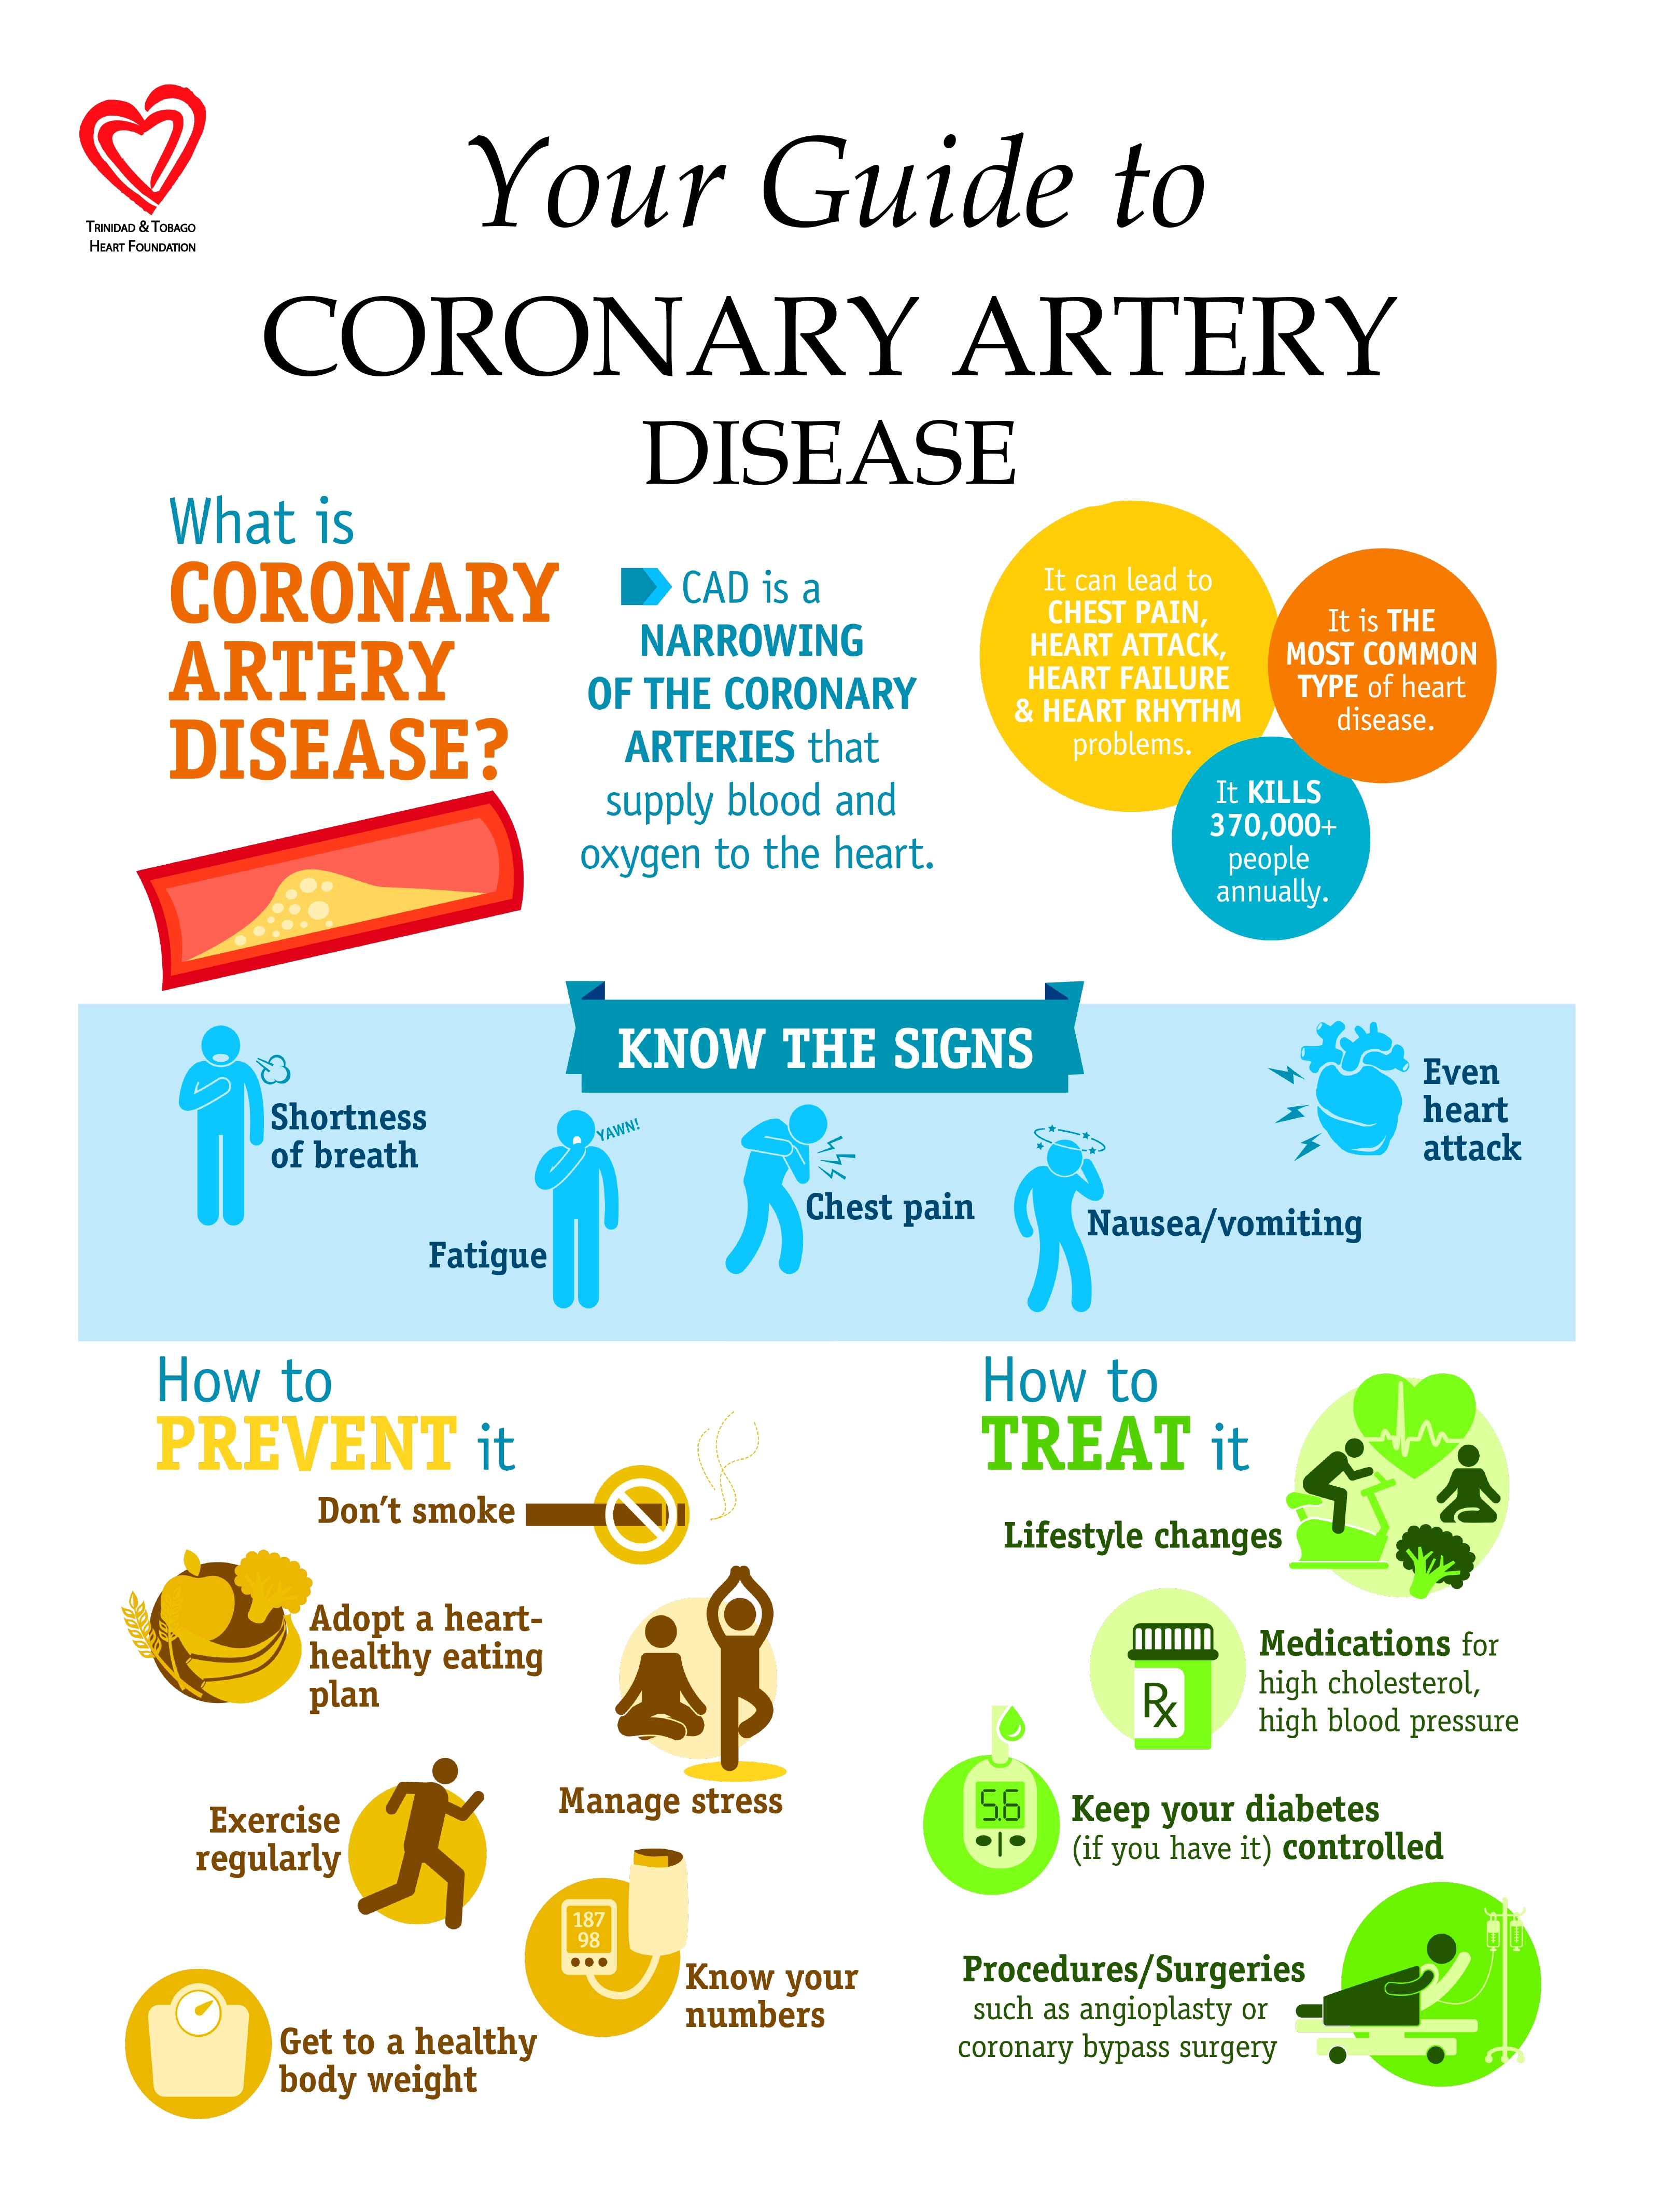 TRINIDAD & TOBAGO
HEART FOUNDATION
Your Guide to
CORONARY ARTERY
DISEASE
What is
CORONARY
ARTERY
DISEASE?
CAD is a
NARROWING
OF THE CORONARY
ARTERIES that
supply blood and
oxygen to the heart.
It can lead to
CHEST PAIN,
HEART ATTACK,
HEART FAILURE
& HEART RHYTHM
problems.
It is THE
MOST COMMON
TYPE of heart
disease.
It KILLS
370,000+
people
annually.
KNOW THE SIGNS
Shortness
of breath
YAWN!
Fatigue
Chest pain
Nausea/vomiting
Even
heart
attack
How to
PREVENT it
Don't smoke
Adopt a heart-
healthy eating
plan
Manage stress
Exercise
regularly
187
98
Know your
numbers
Get to a healthy
body weight
How to
TREAT it
Lifestyle changes
Rx
Medications for
high cholesterol,
high blood pressure
5.6
Keep your diabetes
(if you have it) controlled
Procedures/Surgeries
such as angioplasty or
coronary bypass surgery